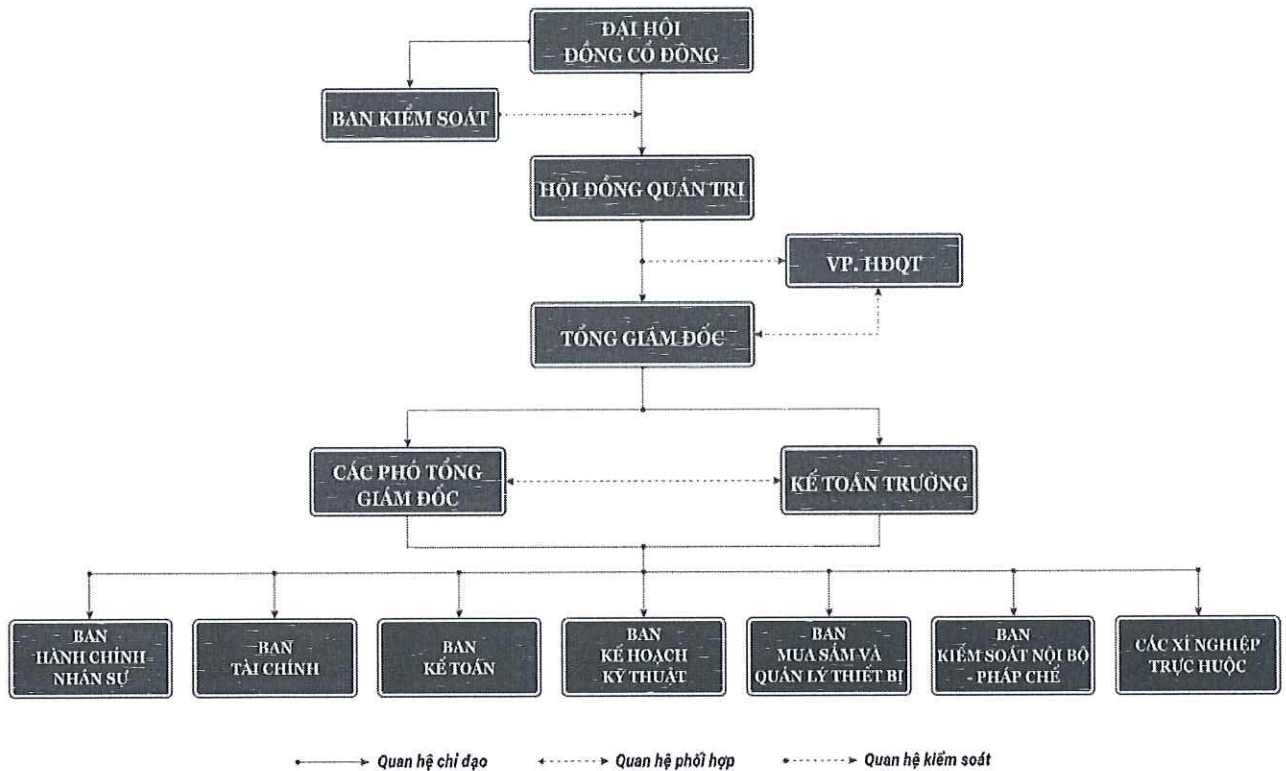 ĐẠI HỘI
ĐỒNG CỔ ĐÔNG
BAN KIỂM SOÁT
HỘI ĐỒNG QUẢN TRỊ
VP. HĐQT
TỔNG GIÁM ĐỐC
CÁC PHÓ TỔNG
GIÁM ĐỐC
KẾ TOÁN TRƯỞNG
BAN
HÀNH CHÍNH
NHÂN SỰ
BAN
TÀI CHÍNH
BAN
KẾ TOÁN
BAN
KẾ HOẠCH
KỸ THUẬT
BAN
MUA SẮM VÀ
QUẢN LÝ THIẾT BỊ
BAN
KIỂM SOÁT NỘI BỘ
- PHÁP CHẾ
CÁC XÍ NGHIỆP
TRỰC HUỘC
Quan hệ chỉ đạo
Quan hệ phối hợp
Quan hệ kiểm soát